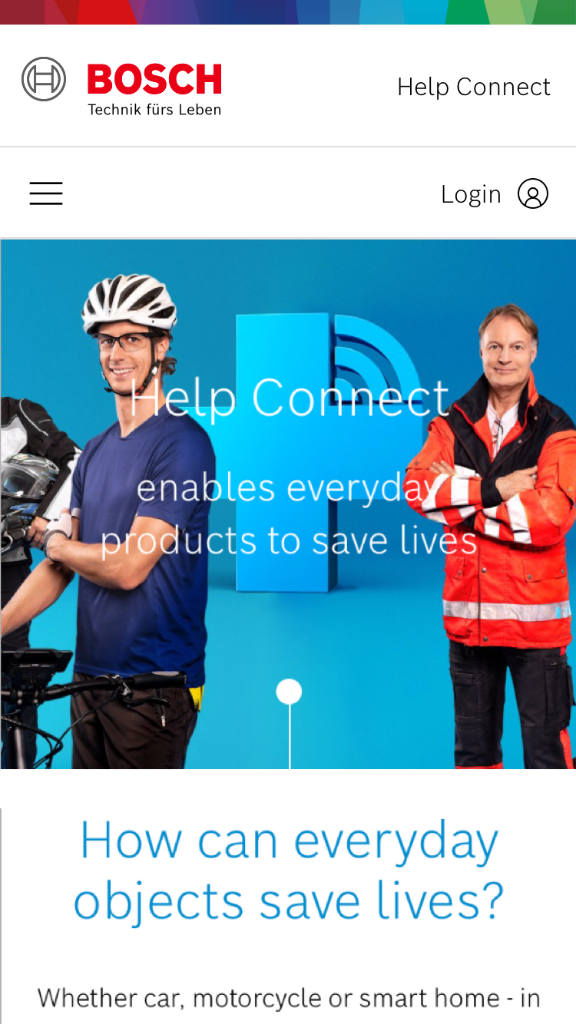 BOSCH
Technik fürs Leben
Help Connect
Login
Help Connect
enables everyday
products to save lives
How can everyday
objects save lives?
Whether car, motorcycle or smart home - in